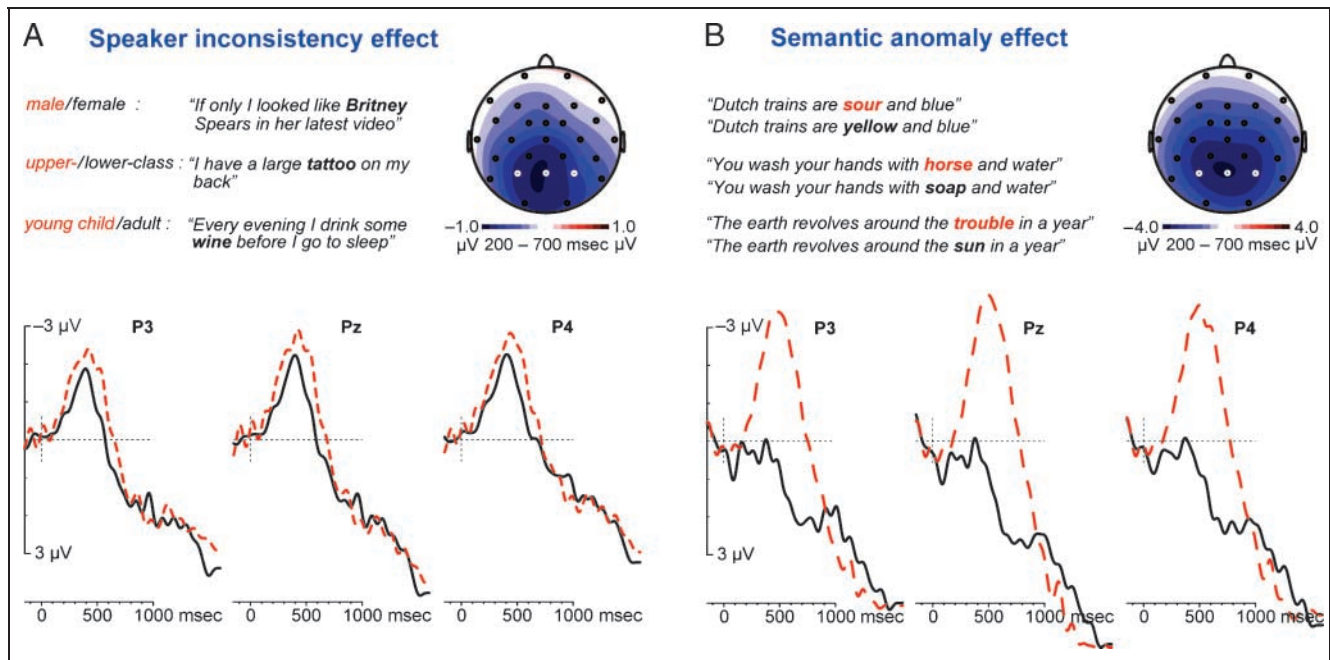 A Speaker inconsistency effect
male/female : "If only I looked like Britney
Spears in her latest video"
upper-/lower-class : "I have a large tattoo on my
back"
young child/adult : "Every evening I drink some
wine before I go to sleep"
−1.0 1.0
µV 200 – 700 msec µV
−3 µV P3 Pz P4
3 µV
0 500 1000 0 500 1000 0 500 1000 msec
B Semantic anomaly effect
"Dutch trains are sour and blue"
"Dutch trains are yellow and blue"
"You wash your hands with horse and water"
"You wash your hands with soap and water"
"The earth revolves around the trouble in a year"
"The earth revolves around the sun in a year"
−4.0 4.0
µV 200 – 700 msec µV
−3 µV P3 Pz P4
3 µV
0 500 1000 0 500 1000 0 500 1000 msec